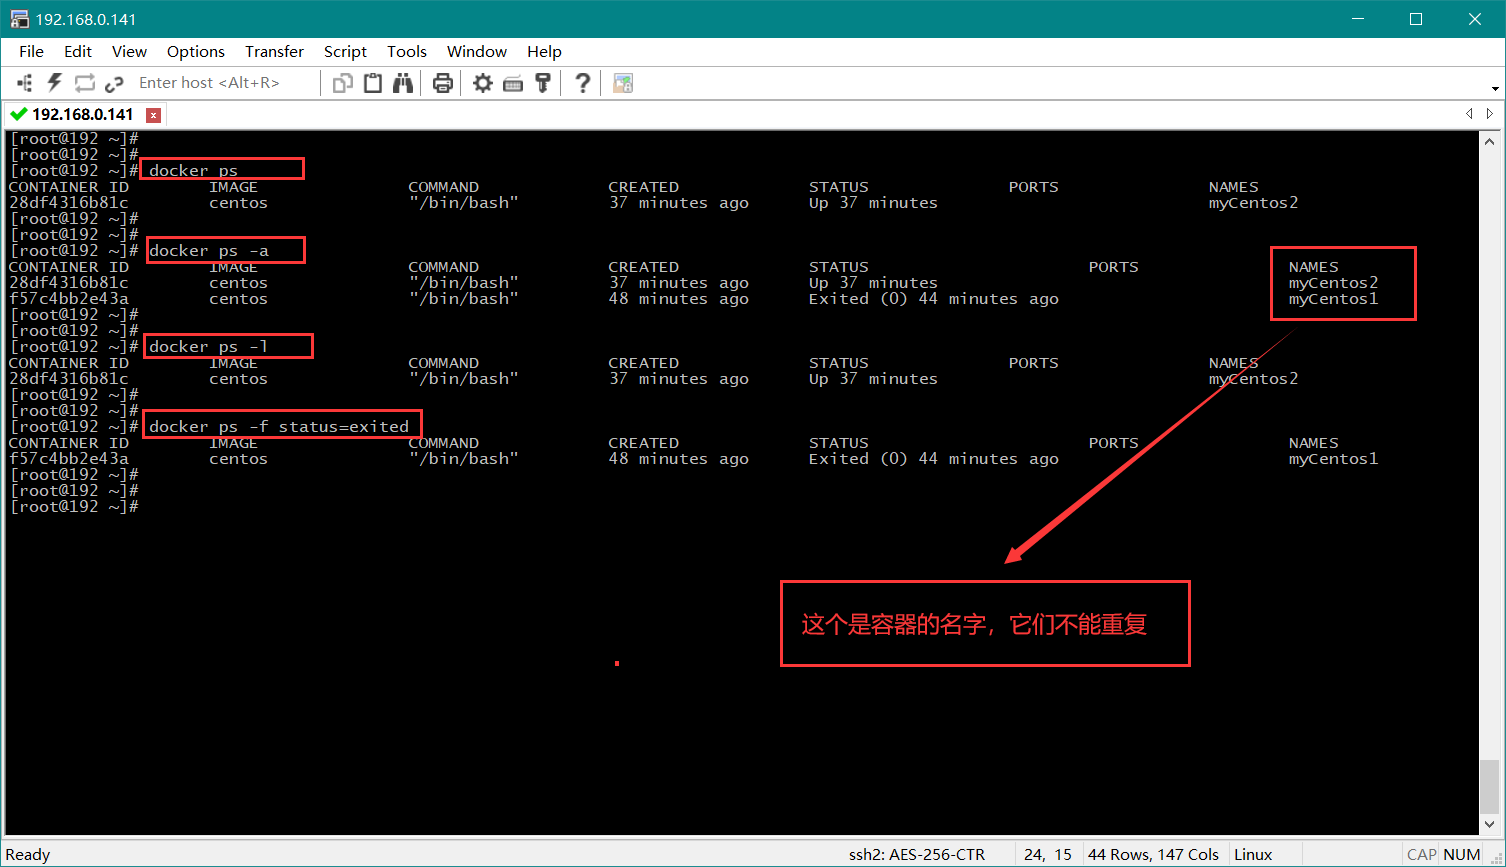 192.168.0.141
File Edit View Options Transfer Script Tools Window Help
Enter host <Alt+R>
192.168.0.141
[root@192 ~]#
[root@192 ~]#
[root@192 ~]# docker ps
CONTAINER ID IMAGE COMMAND CREATED STATUS PORTS NAMES
28df4316b81c centos "/bin/bash" 37 minutes ago Up 37 minutes myCentos2
[root@192 ~]#
[root@192 ~]#
[root@192 ~]# docker ps -a
CONTAINER ID IMAGE COMMAND CREATED STATUS PORTS NAMES
28df4316b81c centos "/bin/bash" 37 minutes ago Up 37 minutes myCentos2
f57c4bb2e43a centos "/bin/bash" 48 minutes ago Exited (0) 44 minutes ago myCentos1
[root@192 ~]#
[root@192 ~]#
[root@192 ~]# docker ps -l
CONTAINER ID IMAGE COMMAND CREATED STATUS PORTS NAMES
28df4316b81c centos "/bin/bash" 37 minutes ago Up 37 minutes myCentos2
[root@192 ~]#
[root@192 ~]#
[root@192 ~]# docker ps -f status=exited
CONTAINER ID IMAGE COMMAND CREATED STATUS PORTS NAMES
f57c4bb2e43a centos "/bin/bash" 48 minutes ago Exited (0) 44 minutes ago myCentos1
[root@192 ~]#
[root@192 ~]#
[root@192 ~]#
这个是容器的名字，它们不能重复
Ready ssh2: AES-256-CTR 24, 15 44 Rows, 147 Cols Linux CAP NUM